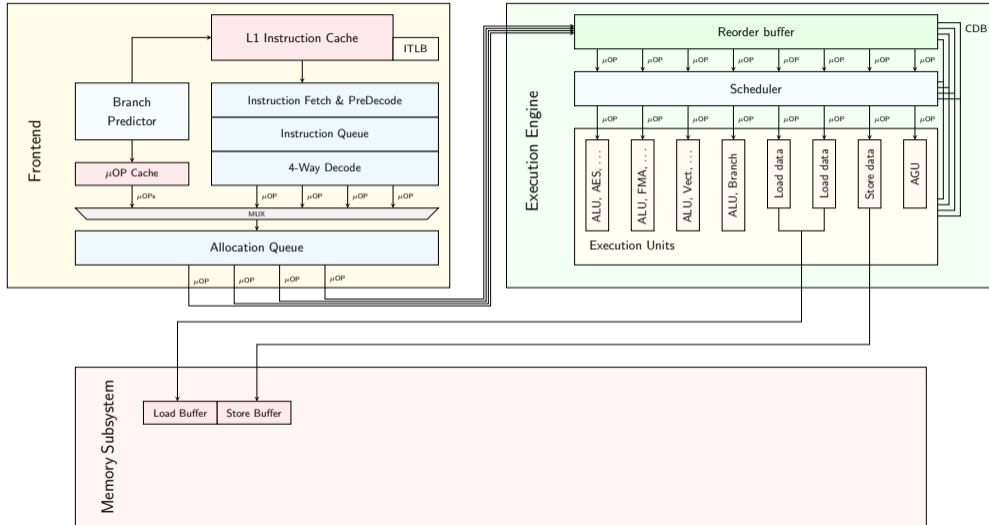 Frontend
L1 Instruction Cache
ITLB
Branch
Predictor
Instruction Fetch & PreDecode
Instruction Queue
4-Way Decode
μOP Cache
μOPs
μOP
μOP
μOP
μOP
MUX
Allocation Queue
μOP
μOP
μOP
μOP
Execution Engine
Reorder buffer
CDB
μOP
μOP
μOP
μOP
μOP
μOP
μOP
μOP
Scheduler
μOP
μOP
μOP
μOP
μOP
μOP
μOP
μOP
ALU, AES, . . .
ALU, FMA, . . .
ALU, Vect, . . .
ALU, Branch
Load data
Load data
Store data
AGU
Execution Units
Memory Subsystem
Load Buffer
Store Buffer